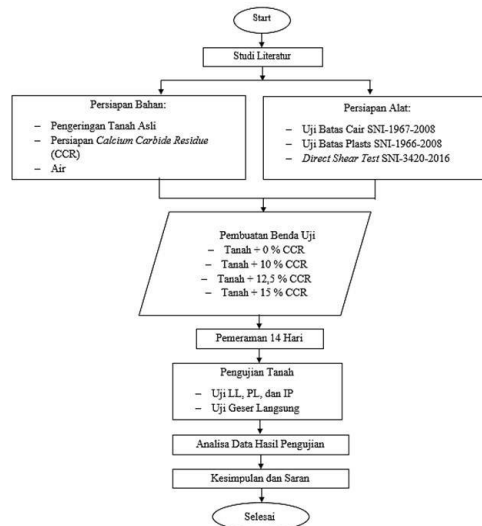 Start
Studi Literatur
Persiapan Bahan:
– Pengeringan Tanah Asli
– Persiapan Calcium Carbide Residue
(CCR)
– Air
Persiapan Alat:
– Uji Batas Cair SNI-1967-2008
– Uji Batas Plasts SNI-1966-2008
– Direct Shear Test SNI-3420-2016
Pembuatan Benda Uji
– Tanah + 0 % CCR
– Tanah + 10 % CCR
– Tanah + 12,5 % CCR
– Tanah + 15 % CCR
Pemeraman 14 Hari
Pengujian Tanah
– Uji LL, PL, dan IP
– Uji Geser Langsung
Analisa Data Hasil Pengujian
Kesimpulan dan Saran
Selesai